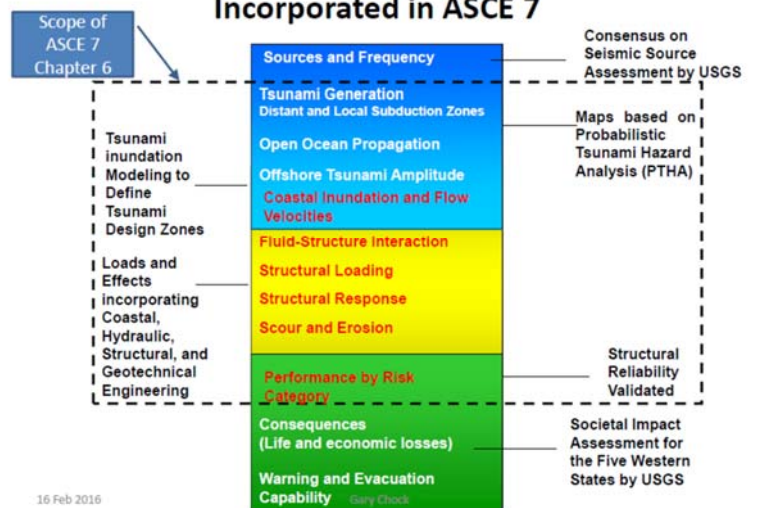 Incorporated in ASCE 7
Scope of
ASCE 7
Chapter 6
Sources and Frequency
Consensus on
Seismic Source
Assessment by USGS
Tsunami Generation
Distant and Local Subduction Zones
Open Ocean Propagation
Offshore Tsunami Amplitude
Coastal Inundation and Flow
Velocities
Maps based on
Probabilistic
Tsunami Hazard
Analysis (PTHA)
Tsunami
inundation
Modeling to
Define
Tsunami
Design Zones
Fluid-Structure Interaction
Structural Loading
Structural Response
Scour and Erosion
Loads and
Effects
incorporating
Coastal,
Hydraulic,
Structural, and
Geotechnical
Engineering
Performance by Risk
Category
Structural
Reliability
Validated
Consequences
(Life and economic losses)
Warning and Evacuation
Capability
Societal Impact
Assessment for
the Five Western
States by USGS
16 Feb 2016
Gary Chock